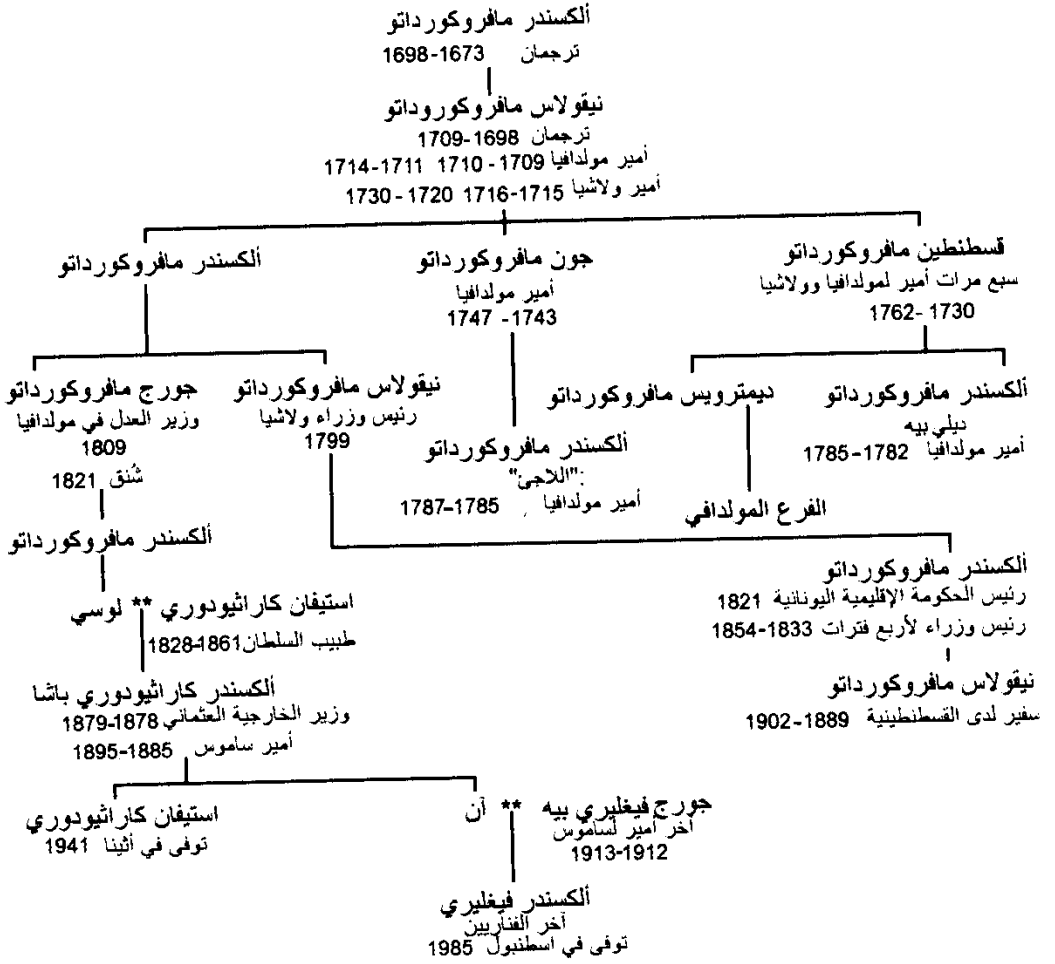 ألكسندر مافروكورداتو
ترجمان 1673-1698
نيقولاس مافروكوروداتو
ترجمان 1698-1709
أمير مولدافيا 1709 - 1710 1711-1714
أمير ولاشيا 1715-1716 1720 - 1730
قسطنطين مافروكورداتو
سبع مرات أمير لمولدافيا وولاشيا
1730 -1762
جون مافروكورداتو
أمير مولدافيا
1743 - 1747
ألكسندر مافروكورداتو
ألكسندر مافروكورداتو
ديلي بيه
أمير مولدافيا 1782-1785
ديمترويس مافروكورداتو
الفرع المولدافي
ألكسندر مافروكورداتو
"اللاجئ":
أمير مولدافيا 1785-1787
نيقولاس مافروكورداتو
رئيس وزراء ولاشيا
1799
جورج مافروكورداتو
وزير العدل في مولدافيا
1809
شُنق 1821
ألكسندر مافروكورداتو
ألكسندر مافروكورداتو
رئيس الحكومة الإقليمية اليونانية 1821
رئيس وزراء لأربع فترات 1833-1854
نيقولاس مافروكورداتو
سفير لدى القسطنطينية 1889-1902
استيفان كاراثيودوري ** لوسي
طبيب السلطان 1861-1828
ألكسندر كاراثيودوري باشا
وزير الخارجية العثماني 1878-1879
أمير ساموس 1885-1895
جورج فيغليري بيه ** آن
آخر أمير لساموس
1912-1913
استيفان كاراثيودوري
توفى في أثينا 1941
ألكسندر فيغليري
آخر الفناريين
توفى في اسطنبول 1985